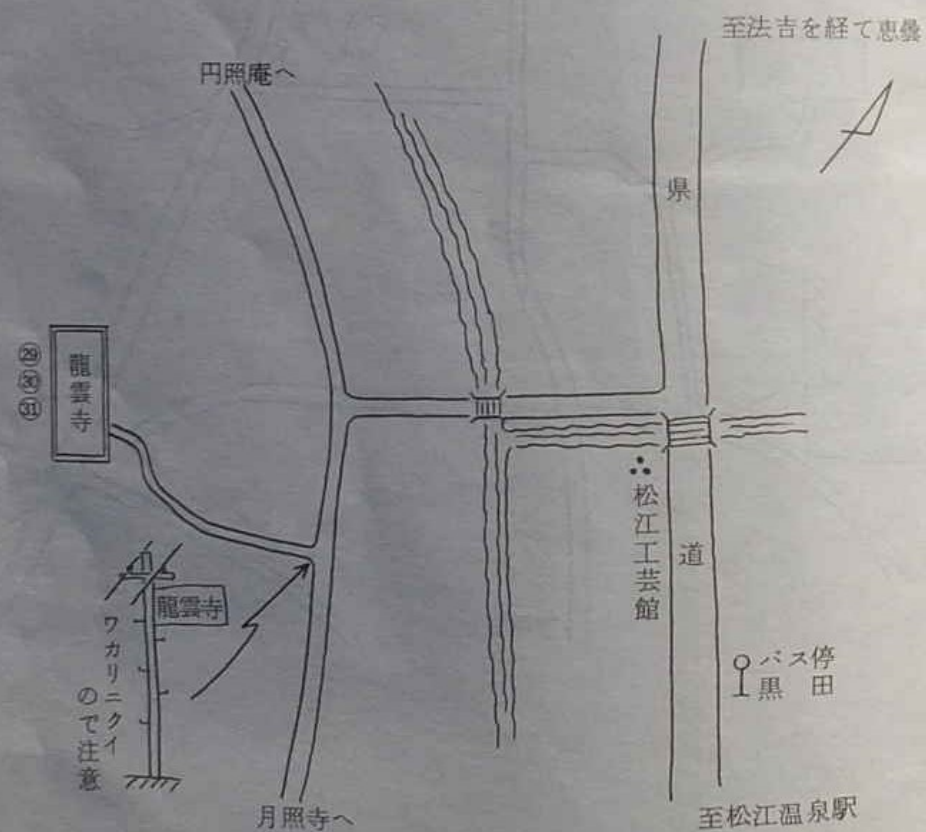 至法吉を経て恵曇
円照庵へ
県
道
龍雲寺
㉙
㉚
㉛
松江工芸館
龍雲寺
ワカリニクイ
ので注意
バス停
黒田
月照寺へ
至松江温泉駅